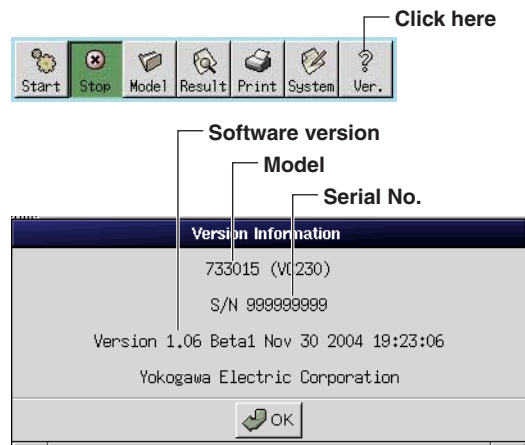 Click here
Start Stop Model Result Print System Ver.
Software version
Model
Serial No.
Version Information
733015 (VC230)
S/N 999999999
Version 1.06 Beta1 Nov 30 2004 19:23:06
Yokogawa Electric Corporation
OK